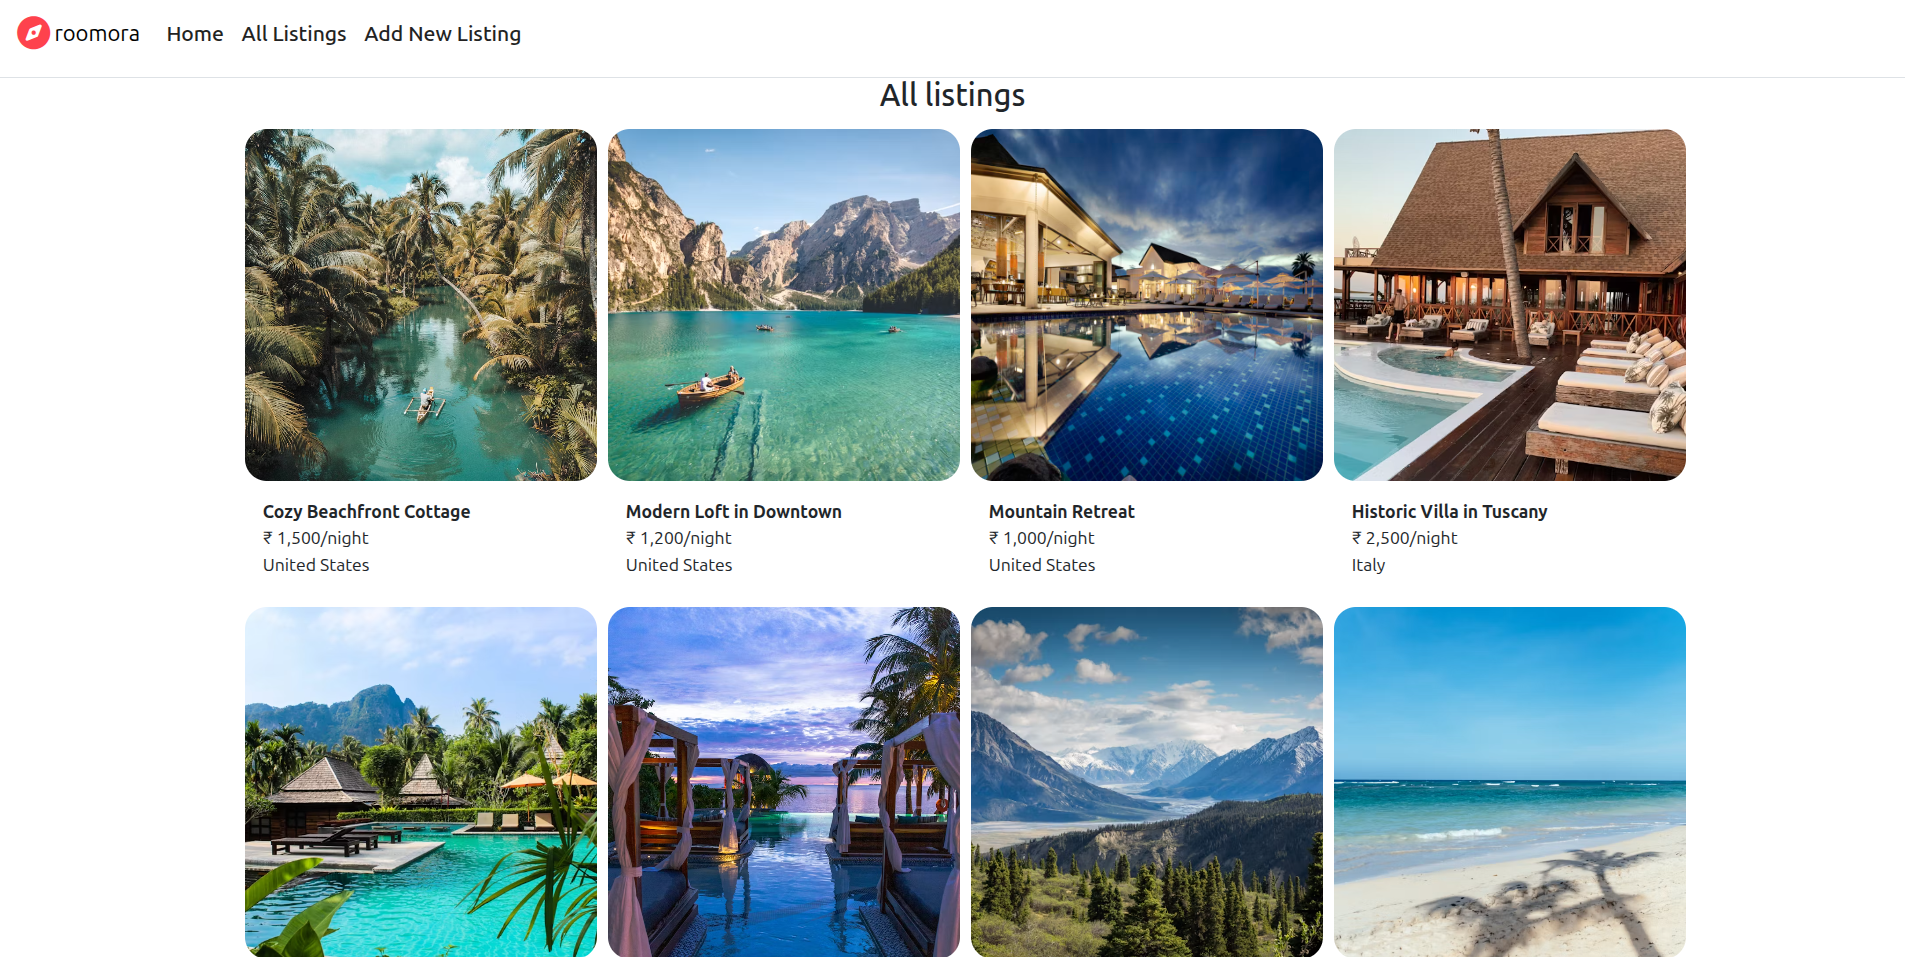 roomora Home All Listings Add New Listing
All listings
Cozy Beachfront Cottage
₹ 1,500/night
United States
Modern Loft in Downtown
₹ 1,200/night
United States
Mountain Retreat
₹ 1,000/night
United States
Historic Villa in Tuscany
₹ 2,500/night
Italy